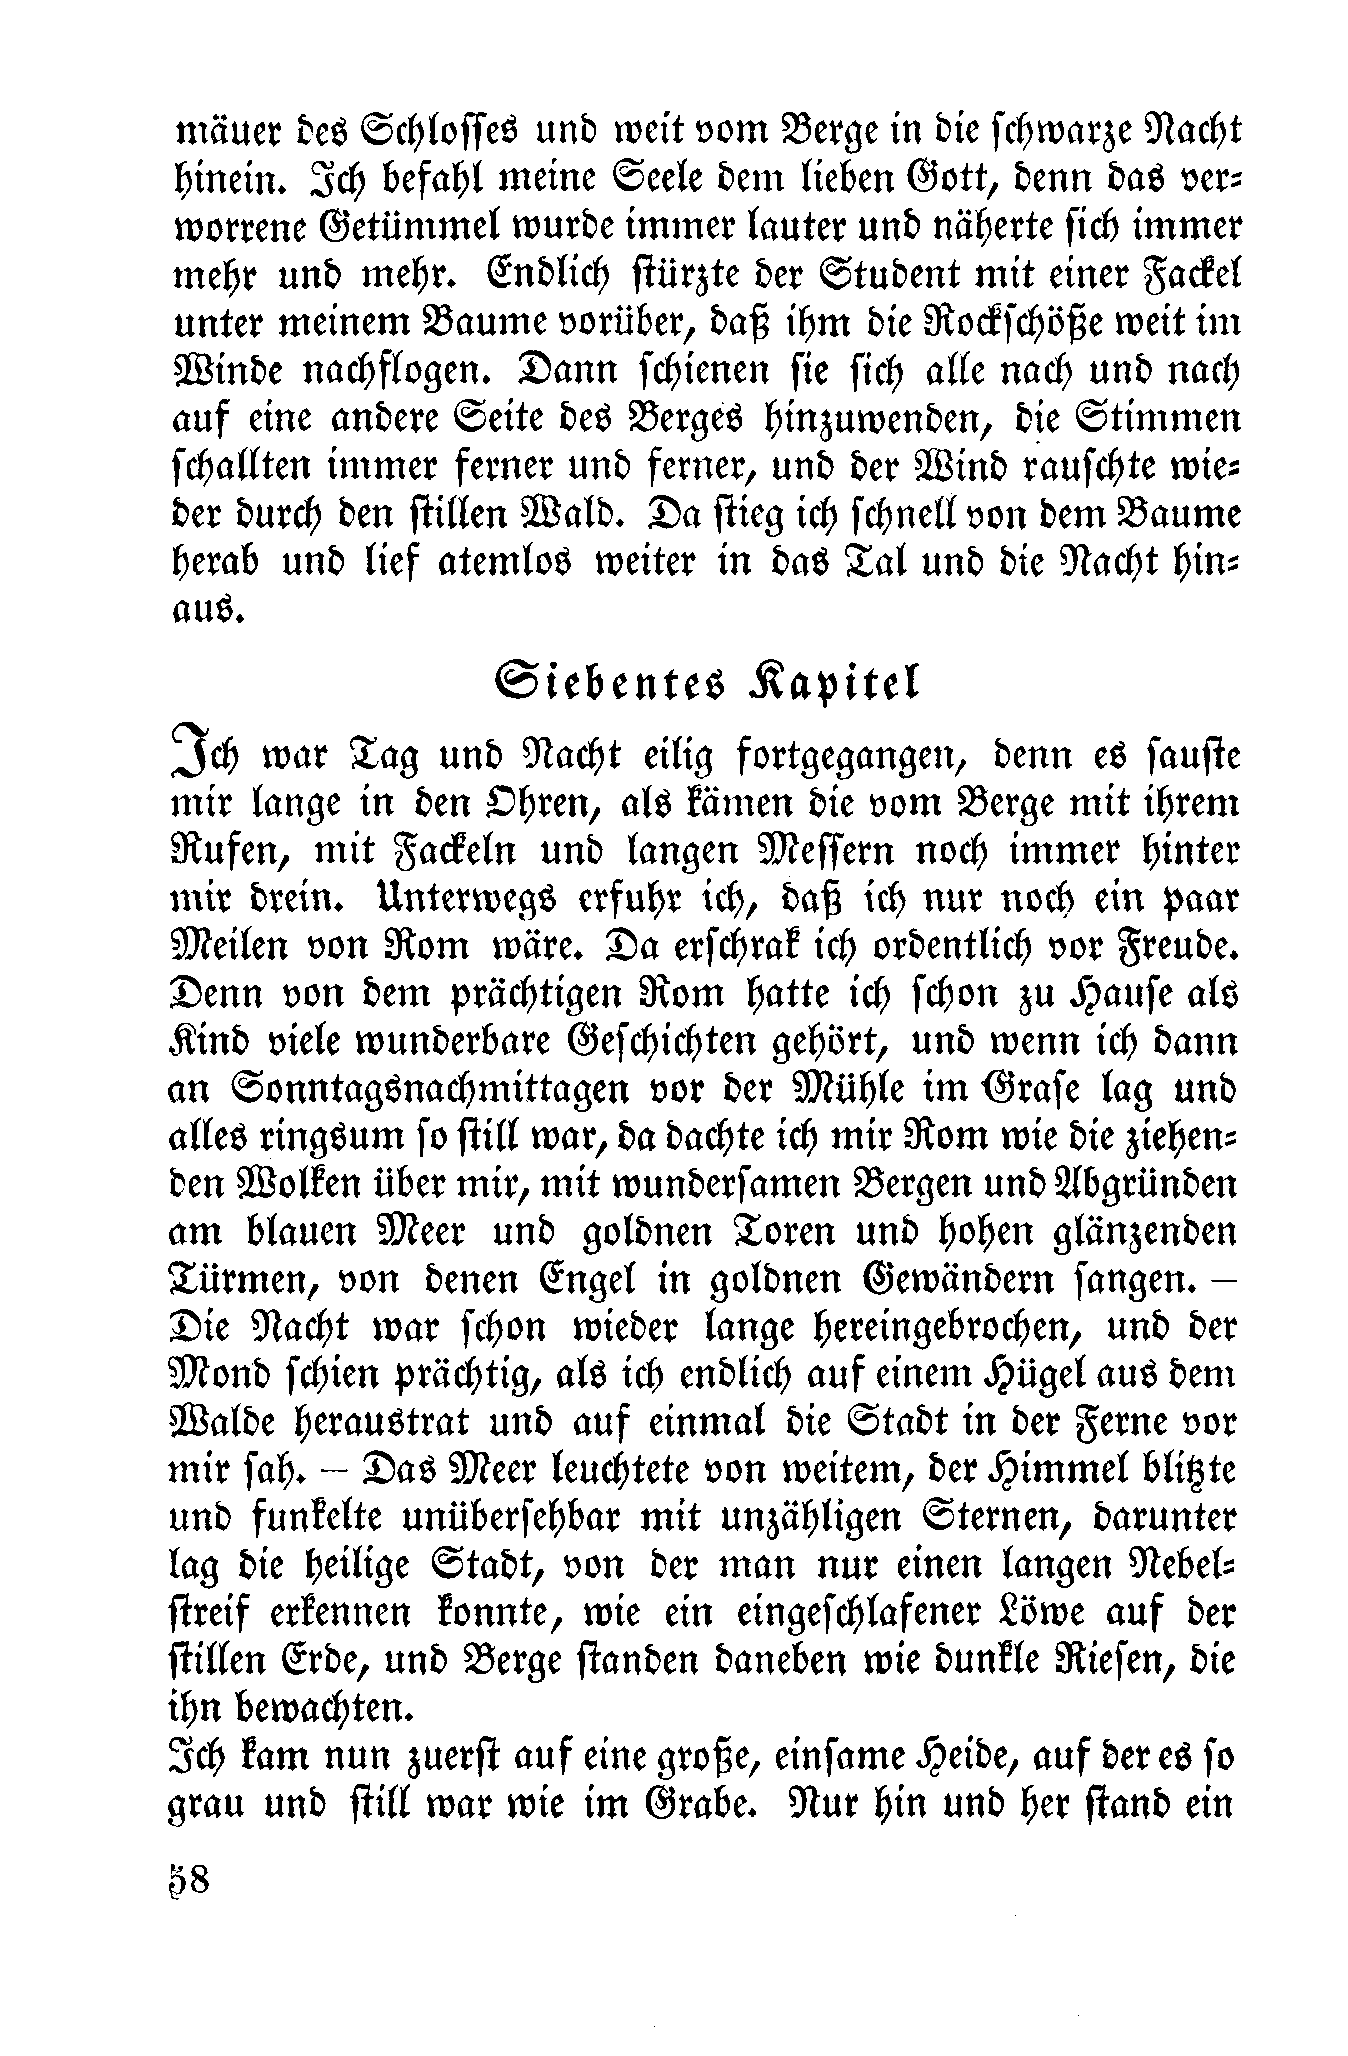 mäuer des Schlosses und weit vom Berge in die schwarze Nacht
hinein. Ich befahl meine Seele dem lieben Gott, denn das ver-
worrene Getümmel wurde immer lauter und näherte sich immer
mehr und mehr. Endlich stürzte der Student mit einer Fackel
unter meinem Baume vorüber, daß ihm die Rockschöße weit im
Winde nachflogen. Dann schienen sie sich alle nach und nach
auf eine andere Seite des Berges hinzuwenden, die Stimmen
schallten immer ferner und ferner, und der Wind rauschte wie-
der durch den stillen Wald. Da stieg ich schnell von dem Baume
herab und lief atemlos weiter in das Tal und die Nacht hin-
aus.
Siebentes Kapitel
Ich war Tag und Nacht eilig fortgegangen, denn es sauste
mir lange in den Ohren, als kämen die vom Berge mit ihrem
Rufen, mit Fackeln und langen Messern noch immer hinter
mir drein. Unterwegs erfuhr ich, daß ich nur noch ein paar
Meilen von Rom wäre. Da erschrak ich ordentlich vor Freude.
Denn von dem prächtigen Rom hatte ich schon zu Hause als
Kind viele wunderbare Geschichten gehört, und wenn ich dann
an Sonntagsnachmittagen vor der Mühle im Grase lag und
alles ringsum so still war, da dachte ich mir Rom wie die ziehen-
den Wolken über mir, mit wundersamen Bergen und Abgründen
am blauen Meer und goldnen Toren und hohen glänzenden
Türmen, von denen Engel in goldnen Gewändern sangen. –
Die Nacht war schon wieder lange hereingebrochen, und der
Mond schien prächtig, als ich endlich auf einem Hügel aus dem
Walde heraustrat und auf einmal die Stadt in der Ferne vor
mir sah. – Das Meer leuchtete von weitem, der Himmel blitzte
und funkelte unübersehbar mit unzähligen Sternen, darunter
lag die heilige Stadt, von der man nur einen langen Nebel-
streif erkennen konnte, wie ein eingeschlafener Löwe auf der
stillen Erde, und Berge standen daneben wie dunkle Riesen, die
ihn bewachten.
Ich kam nun zuerst auf eine große, einsame Heide, auf der es so
grau und still war wie im Grabe. Nur hin und her stand ein
58